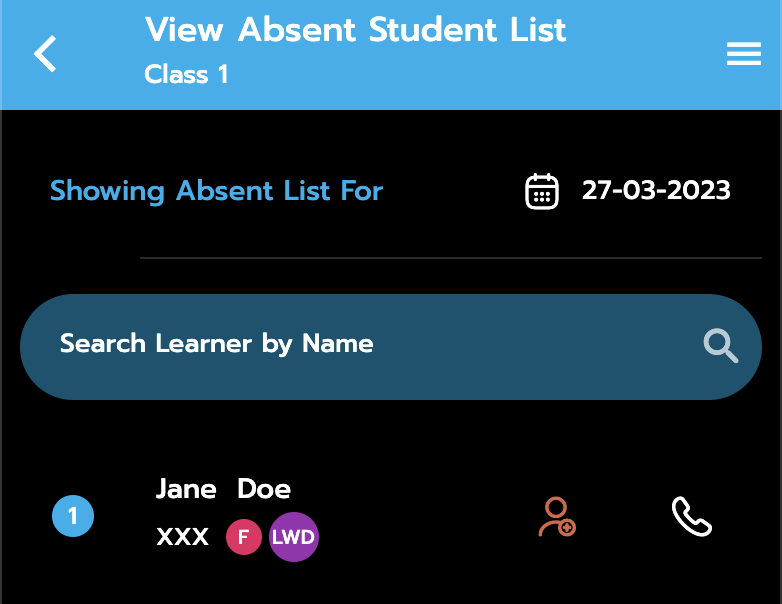 View Absent Student List
Class 1
Showing Absent List For 27-03-2023
Search Learner by Name
1 Jane Doe
XXX F LWD